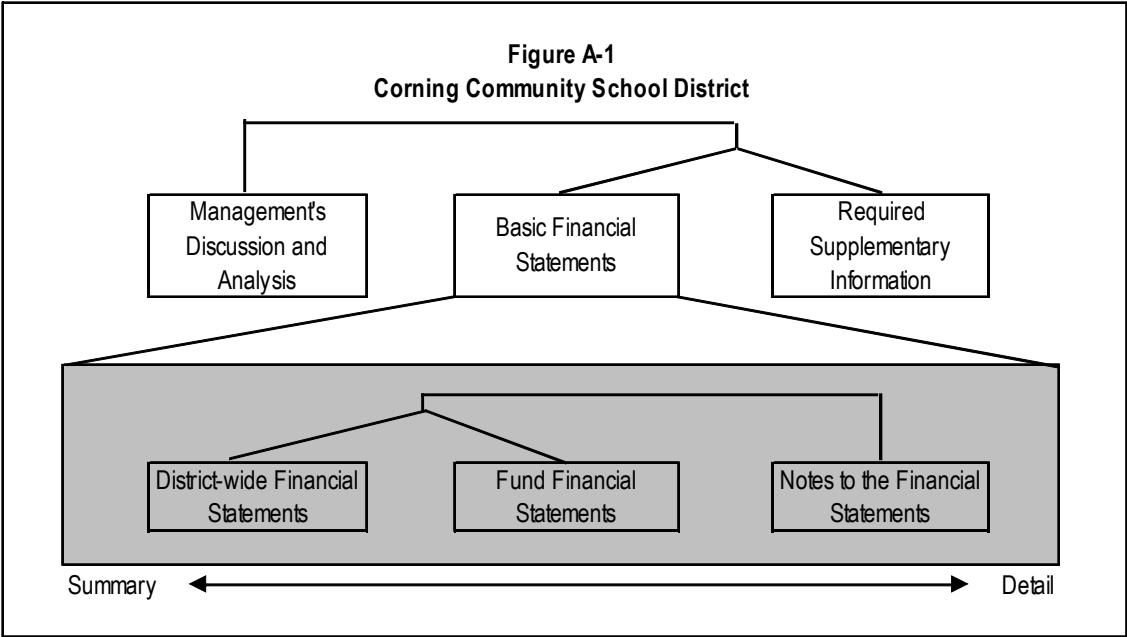 Figure A-1
Corning Community School District
Management's
Discussion and
Analysis
Basic Financial
Statements
Required
Supplementary
Information
District-wide Financial
Statements
Fund Financial
Statements
Notes to the Financial
Statements
Summary
Detail